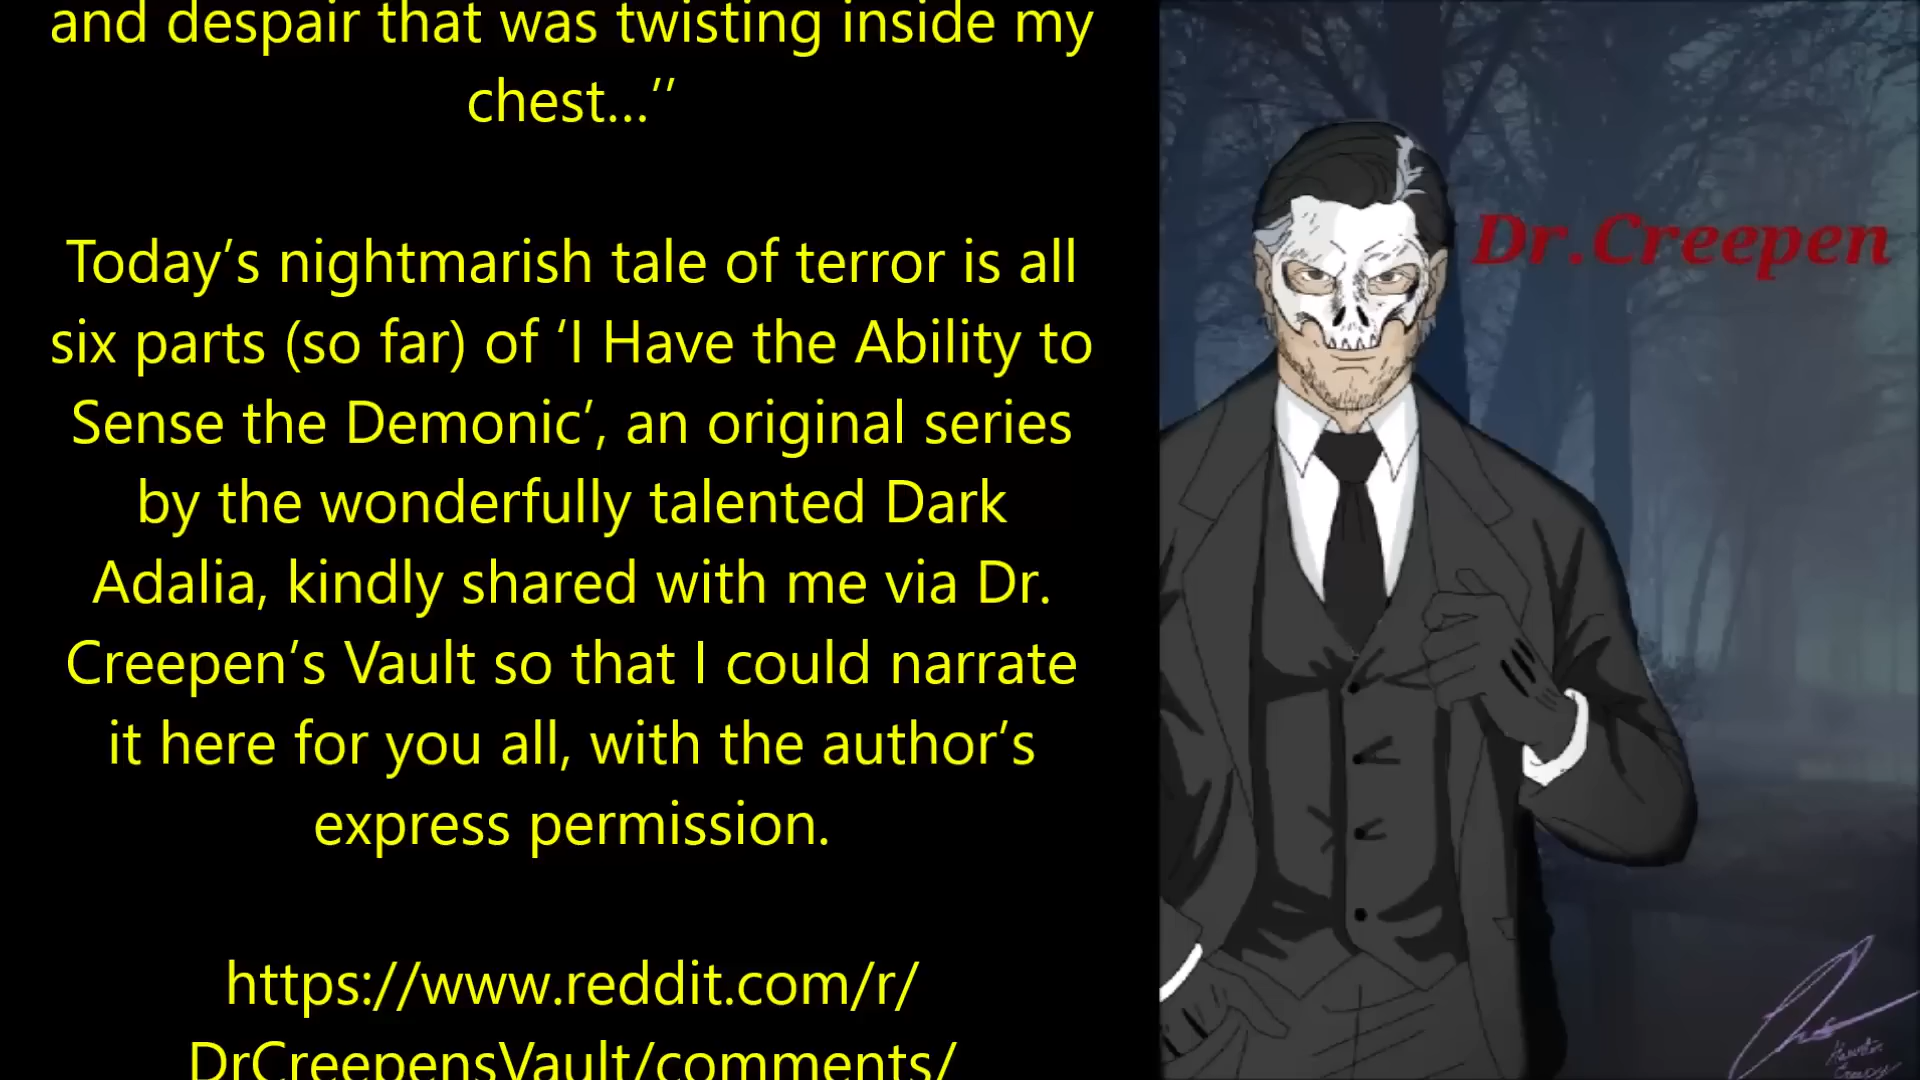 and despair that was twisting inside my
chest...’’
Today’s nightmarish tale of terror is all
six parts (so far) of ‘I Have the Ability to
Sense the Demonic’, an original series
by the wonderfully talented Dark
Adalia, kindly shared with me via Dr.
Creepen’s Vault so that I could narrate
it here for you all, with the author’s
express permission.
https://www.reddit.com/r/
DrCreepensVault/comments/
Dr.Creepen